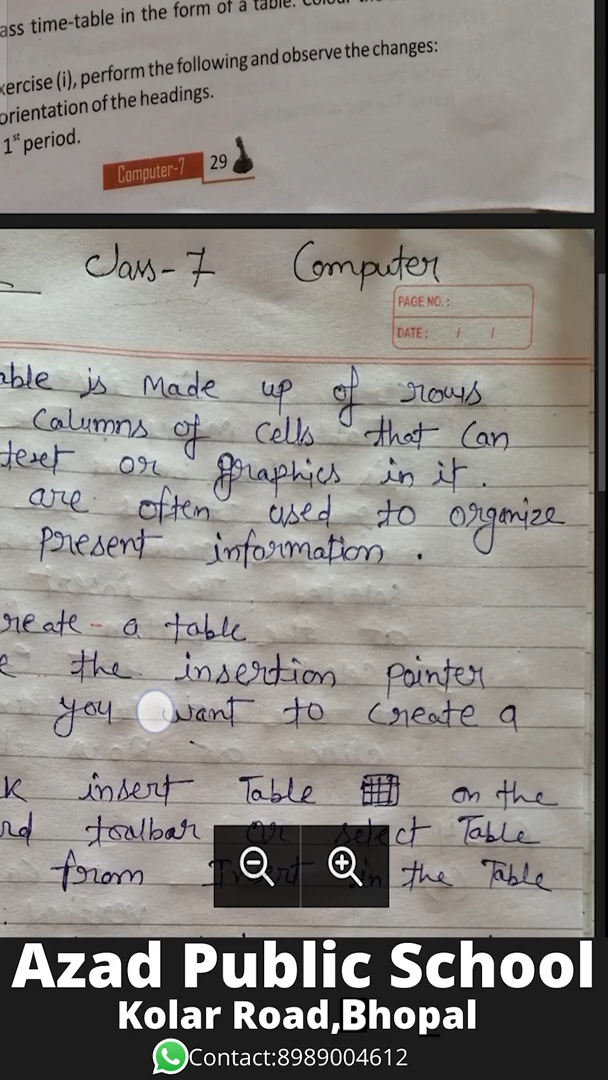 ass time-table in the form of a table. Colour the
xercise (i), perform the following and observe the changes:
orientation of the headings.
1st period.
Computer-7 29
Class-7 Computer
PAGE NO.:
DATE: / /
able is Made up of rows
Columns of Cells that Can
text or graphics in it.
are often used to organize
Present information.
reate - a table
e the insertion pointer
you want to create a
k insert Table on the
rd toolbar or select Table
from Insert in the Table
Azad Public School
Kolar Road,Bhopal
Contact:8989004612